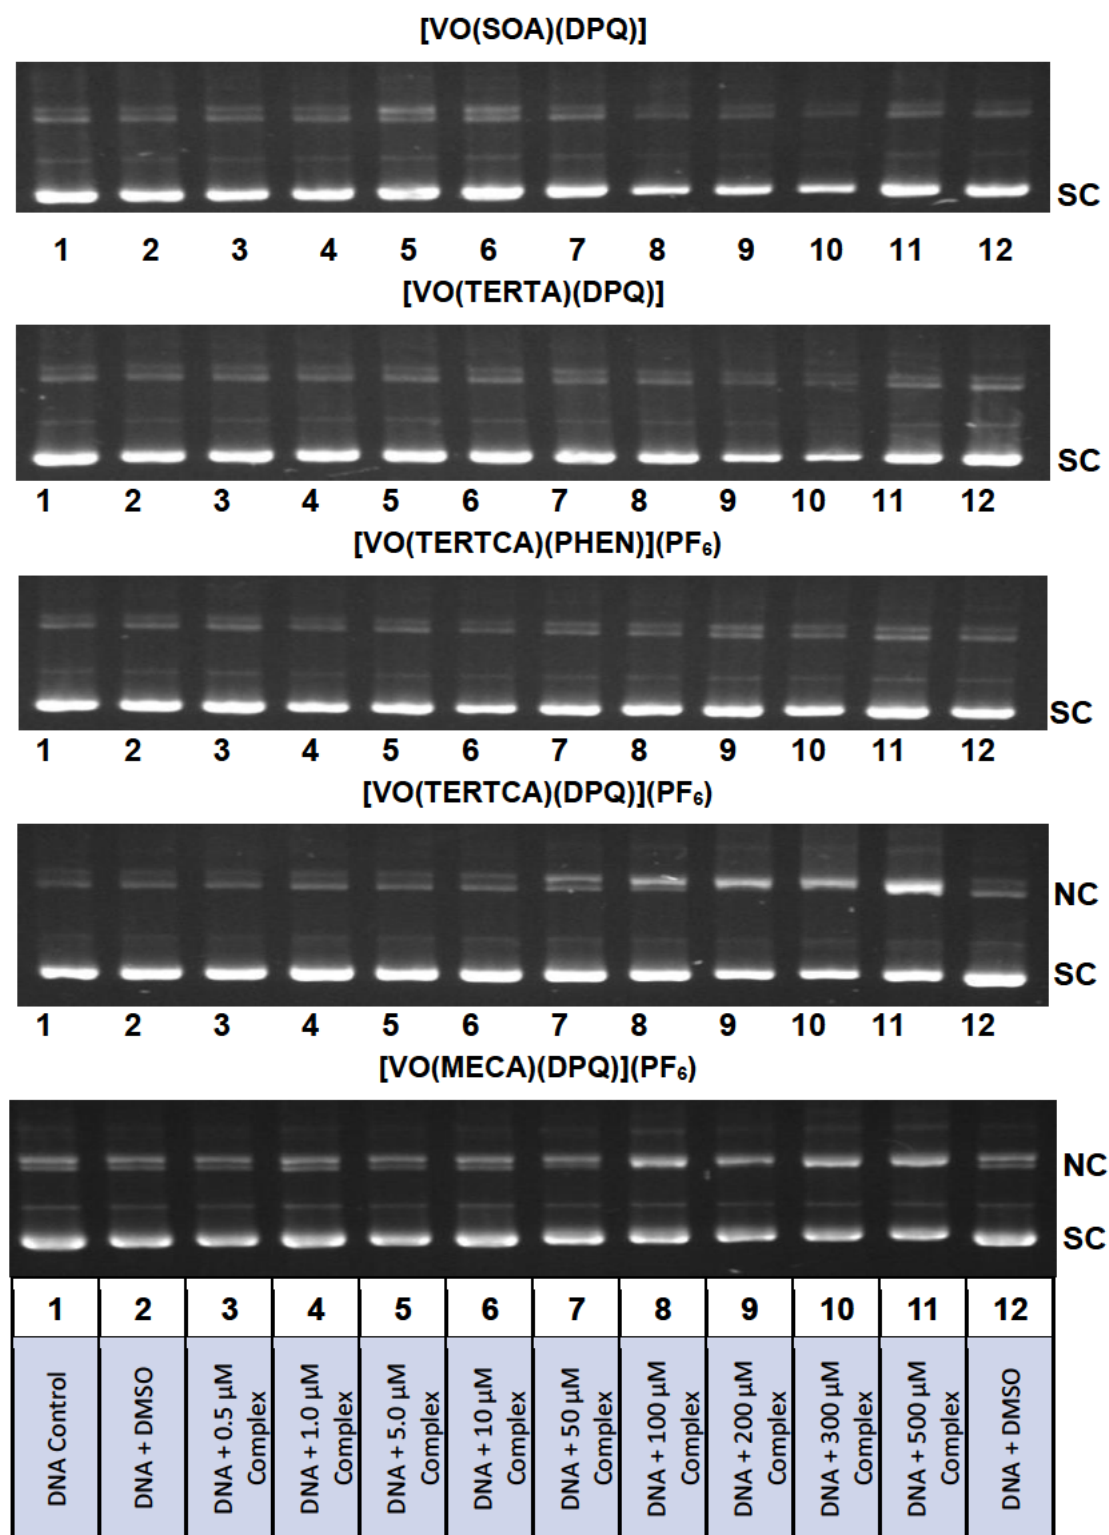 [VO(SOA)(DPQ)]
SC
1 2 3 4 5 6 7 8 9 10 11 12
[VO(TERTA)(DPQ)]
SC
1 2 3 4 5 6 7 8 9 10 11 12
[VO(TERTCA)(PHEN)](PF₆)
SC
1 2 3 4 5 6 7 8 9 10 11 12
[VO(TERTCA)(DPQ)](PF₆)
NC
SC
1 2 3 4 5 6 7 8 9 10 11 12
[VO(MECA)(DPQ)](PF₆)
NC
SC
1 2 3 4 5 6 7 8 9 10 11 12
DNA Control
DNA + DMSO
DNA + 0.5 µM
Complex
DNA + 1.0 µM
Complex
DNA + 5.0 µM
Complex
DNA + 10 µM
Complex
DNA + 50 µM
Complex
DNA + 100 µM
Complex
DNA + 200 µM
Complex
DNA + 300 µM
Complex
DNA + 500 µM
Complex
DNA + DMSO